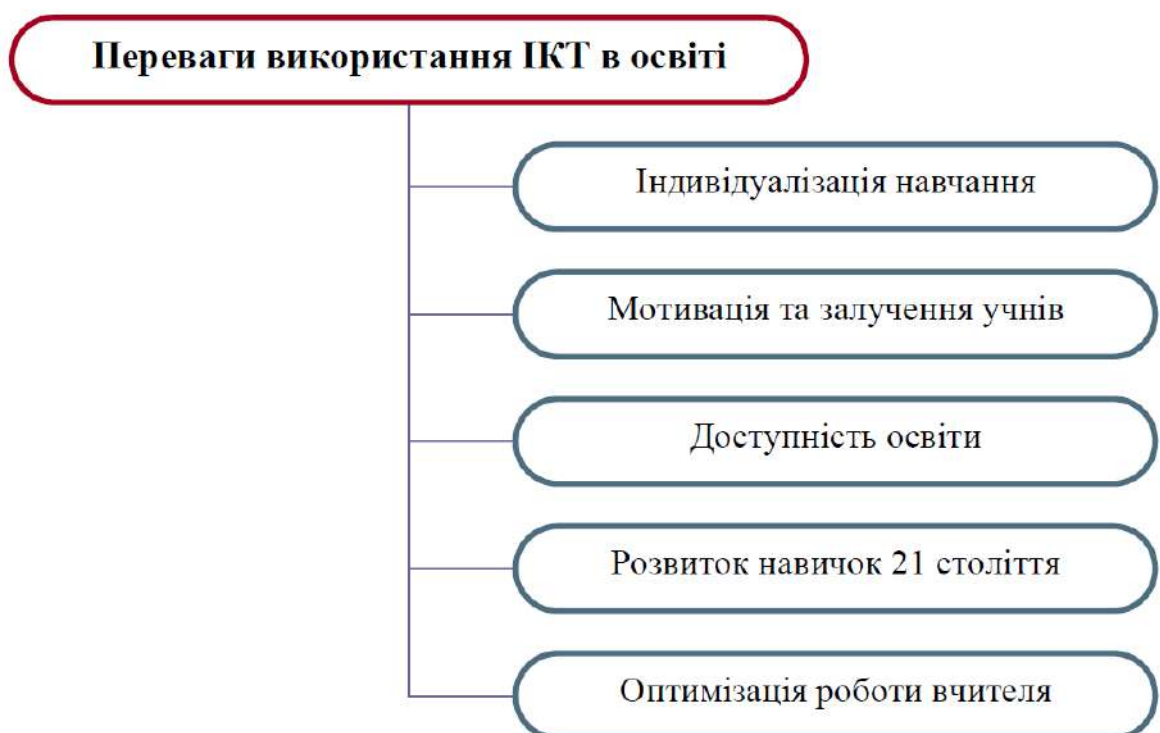 Переваги використання ІКТ в освіті
Індивідуалізація навчання
Мотивація та залучення учнів
Доступність освіти
Розвиток навичок 21 століття
Оптимізація роботи вчителя